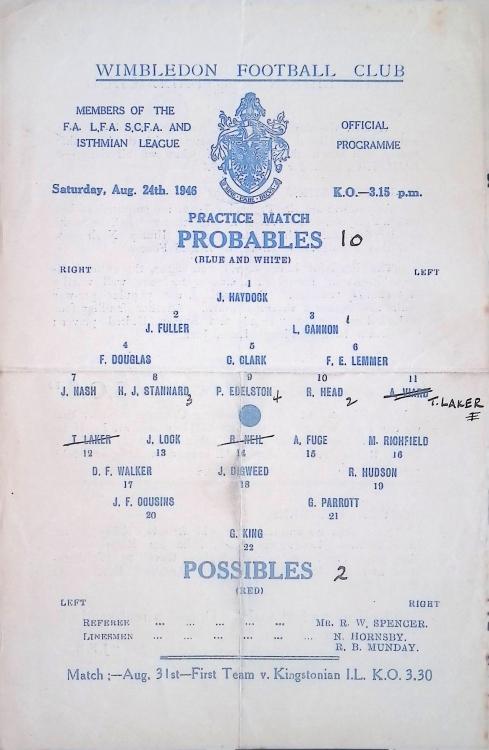 WIMBLEDON FOOTBALL CLUB
MEMBERS OF THE
F.A. L,F.A. S,C,F.A. AND
ISTHMIAN LEAGUE
OFFICIAL
PROGRAMME
Saturday, Aug. 24th. 1946
K.O.—3.15 p.m.
PRACTICE MATCH
PROBABLES 10
(BLUE AND WHITE)
RIGHT LEFT
1
J. HAYDOCK
2 3
J. FULLER L. CANNON 1
4 5 6
F. DOUGLAS C. CLARK F. E. LEMMER
7 8 9 10 11
J. NASH H. J. STANNARD 3 P. EDELSTON 4 R. HEAD 2 A. WARD T. LAKER
T. LAKER J. LOCK B. NEIL A. FUGE M. RICHFIELD
12 13 14 15 16
D. F. WALKER J. DIGWEED R. HUDSON
17 18 19
J. F. COUSINS G. PARROTT
20 21
G. KING
22
POSSIBLES 2
(RED)
LEFT RIGHT
REFEREE ... ... ... ... ... MR. R. W. SPENCER.
LINESMEN ... ... ... ... ... ... N. HORNSBY.
R. B. MUNDAY.
Match ;—Aug. 31st—First Team v. Kingstonian I.L. K.O. 3.30